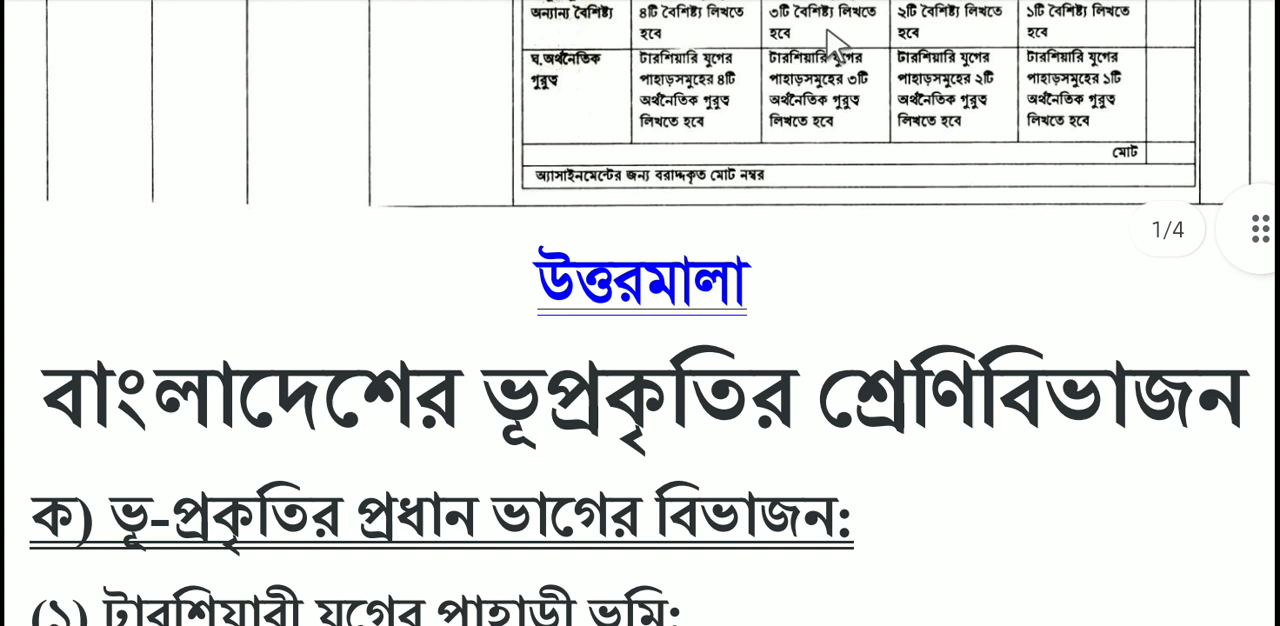 অন্যান্য বৈশিষ্ট্য ৪টি বৈশিষ্ট্য লিখতে ৩টি বৈশিষ্ট্য লিখতে ২টি বৈশিষ্ট্য লিখতে ১টি বৈশিষ্ট্য লিখতে
হবে হবে হবে হবে
ঘ.অর্থনৈতিক টারশিয়ারি যুগের টারশিয়ারি যুগের টারশিয়ারি যুগের টারশিয়ারি যুগের
গুরুত্ব পাহাড়সমূহের ৪টি পাহাড়সমূহের ৩টি পাহাড়সমূহের ২টি পাহাড়সমূহের ১টি
অর্থনৈতিক গুরুত্ব অর্থনৈতিক গুরুত্ব অর্থনৈতিক গুরুত্ব অর্থনৈতিক গুরুত্ব
লিখতে হবে লিখতে হবে লিখতে হবে লিখতে হবে
মোট
অ্যাসাইনমেন্টের জন্য বরাদ্দকৃত মোট নম্বর
1/4
উত্তরমালা
বাংলাদেশের ভূপ্রকৃতির শ্রেণিবিভাজন
ক) ভূ-প্রকৃতির প্রধান ভাগের বিভাজন:
(১) টারশিয়ারী যুগের পাহাড়ী ভূমি: